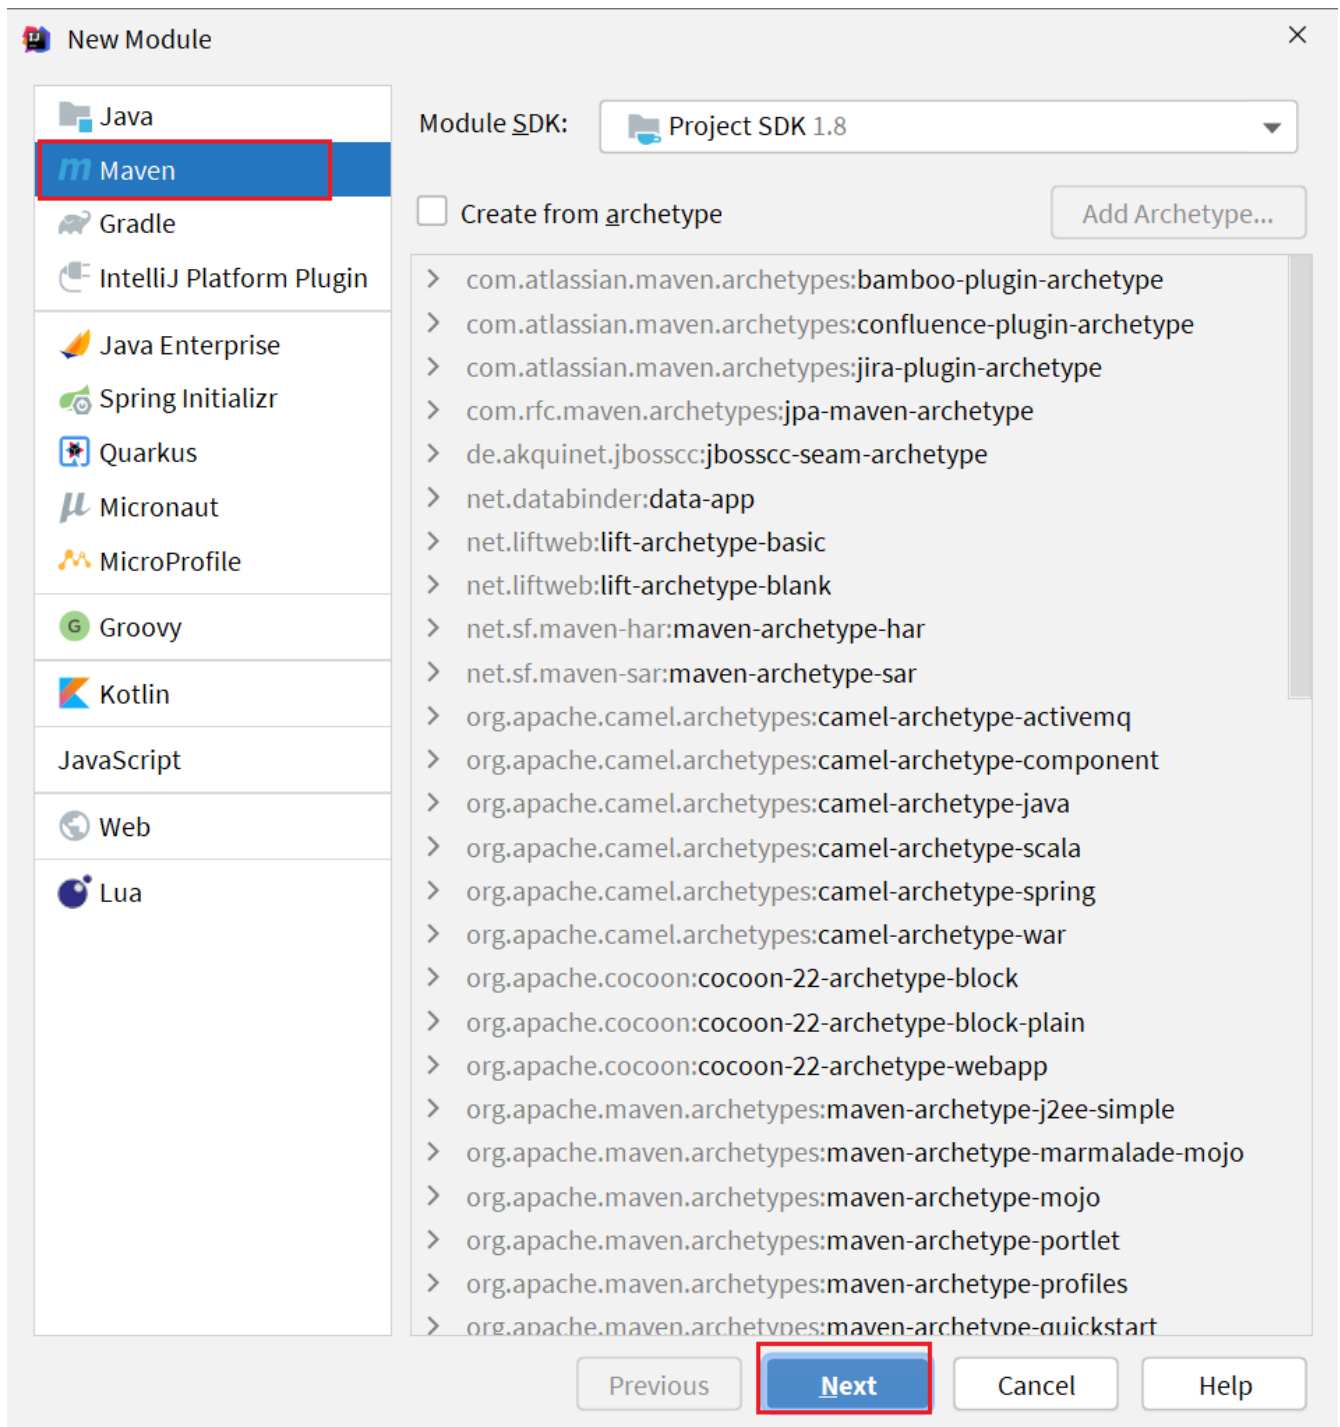 New Module
Java
Maven
Gradle
IntelliJ Platform Plugin
Java Enterprise
Spring Initializr
Quarkus
Micronaut
MicroProfile
Groovy
Kotlin
JavaScript
Web
Lua
Module SDK: Project SDK 1.8
Create from archetype Add Archetype...
com.atlassian.maven.archetypes:bamboo-plugin-archetype
com.atlassian.maven.archetypes:confluence-plugin-archetype
com.atlassian.maven.archetypes:jira-plugin-archetype
com.rfc.maven.archetypes:jpa-maven-archetype
de.akquinet.jbosscc:jbosscc-seam-archetype
net.databinder:data-app
net.liftweb:lift-archetype-basic
net.liftweb:lift-archetype-blank
net.sf.maven-har:maven-archetype-har
net.sf.maven-sar:maven-archetype-sar
org.apache.camel.archetypes:camel-archetype-activemq
org.apache.camel.archetypes:camel-archetype-component
org.apache.camel.archetypes:camel-archetype-java
org.apache.camel.archetypes:camel-archetype-scala
org.apache.camel.archetypes:camel-archetype-spring
org.apache.camel.archetypes:camel-archetype-war
org.apache.cocoon:cocoon-22-archetype-block
org.apache.cocoon:cocoon-22-archetype-block-plain
org.apache.cocoon:cocoon-22-archetype-webapp
org.apache.maven.archetypes:maven-archetype-j2ee-simple
org.apache.maven.archetypes:maven-archetype-marmalade-mojo
org.apache.maven.archetypes:maven-archetype-mojo
org.apache.maven.archetypes:maven-archetype-portlet
org.apache.maven.archetypes:maven-archetype-profiles
org.apache.maven.archetypes:maven-archetype-quickstart
Previous Next Cancel Help